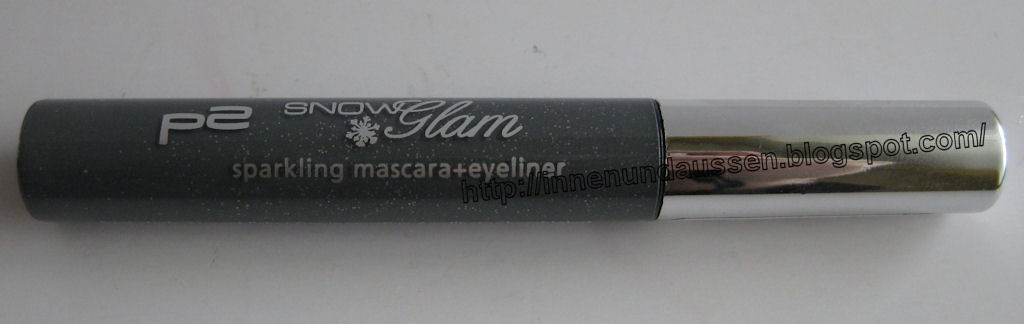 p2 SNOW Glam
sparkling mascara+eyeliner
http://innenundaussen.blogspot.com/